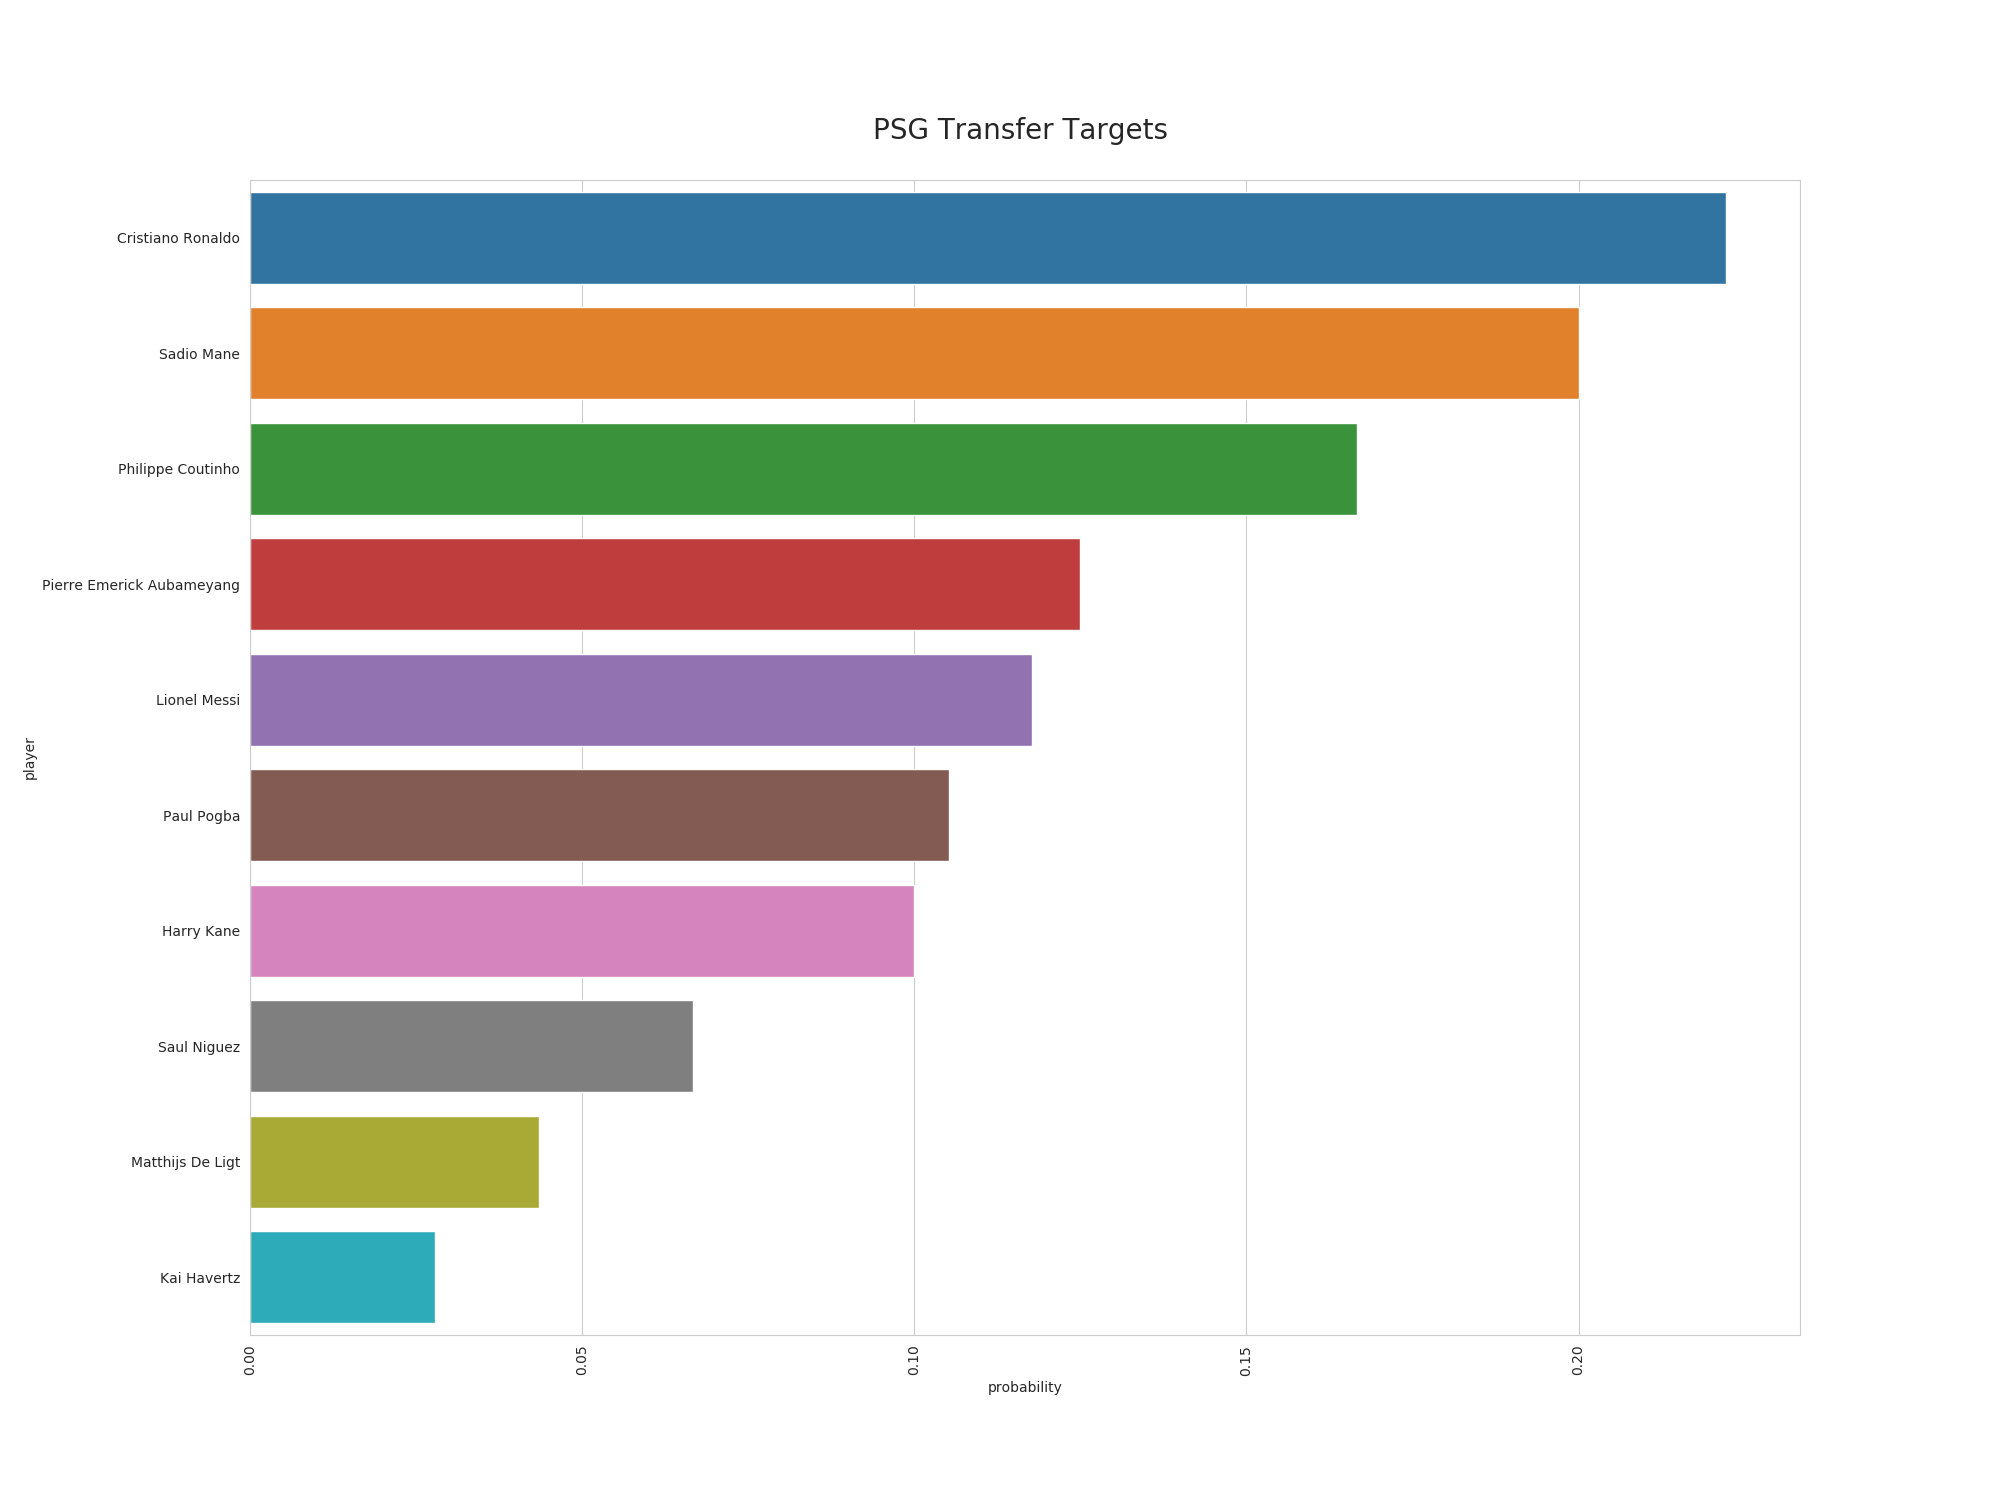 PSG Transfer Targets
Cristiano Ronaldo
Sadio Mane
Philippe Coutinho
Pierre Emerick Aubameyang
Lionel Messi
Paul Pogba
Harry Kane
Saul Niguez
Matthijs De Ligt
Kai Havertz
player
0.00
0.05
0.10
0.15
0.20
probability